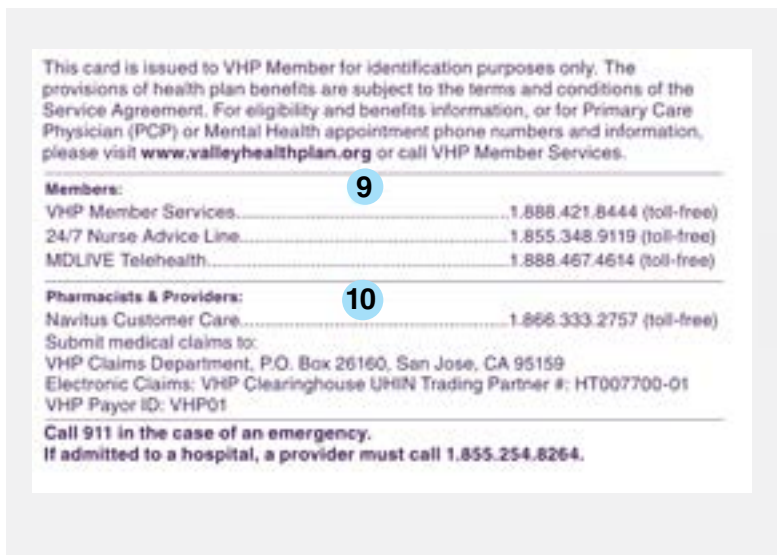 This card is issued to VHP Member for identification purposes only. The
provisions of health plan benefits are subject to the terms and conditions of the
Service Agreement. For eligibility and benefits information, or for Primary Care
Physician (PCP) or Mental Health appointment phone numbers and information,
please visit www.valleyhealthplan.org or call VHP Member Services.
Members:
9
VHP Member Services........................................1.888.421.8444 (toll-free)
24/7 Nurse Advice Line........................................1.855.348.9119 (toll-free)
MDLIVE Telehealth........................................1.888.467.4614 (toll-free)
Pharmacists & Providers:
10
Navitus Customer Care........................................1.866.333.2757 (toll-free)
Submit medical claims to:
VHP Claims Department, P.O. Box 26160, San Jose, CA 95159
Electronic Claims: VHP Clearinghouse UHIN Trading Partner #: HT007700-01
VHP Payor ID: VHP01
Call 911 in the case of an emergency.
If admitted to a hospital, a provider must call 1.855.254.8264.